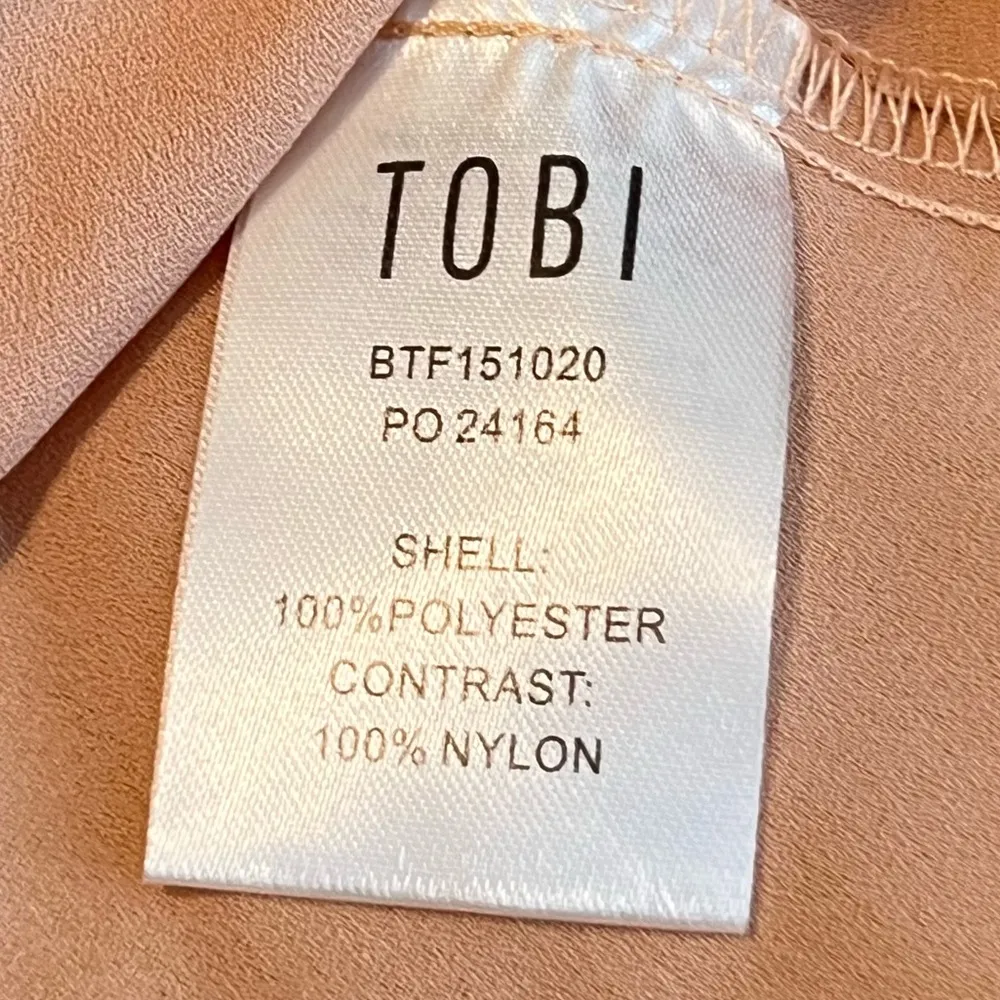 TOBI
BTF151020
PO 24164
SHELL:
100%POLYESTER
CONTRAST:
100% NYLON